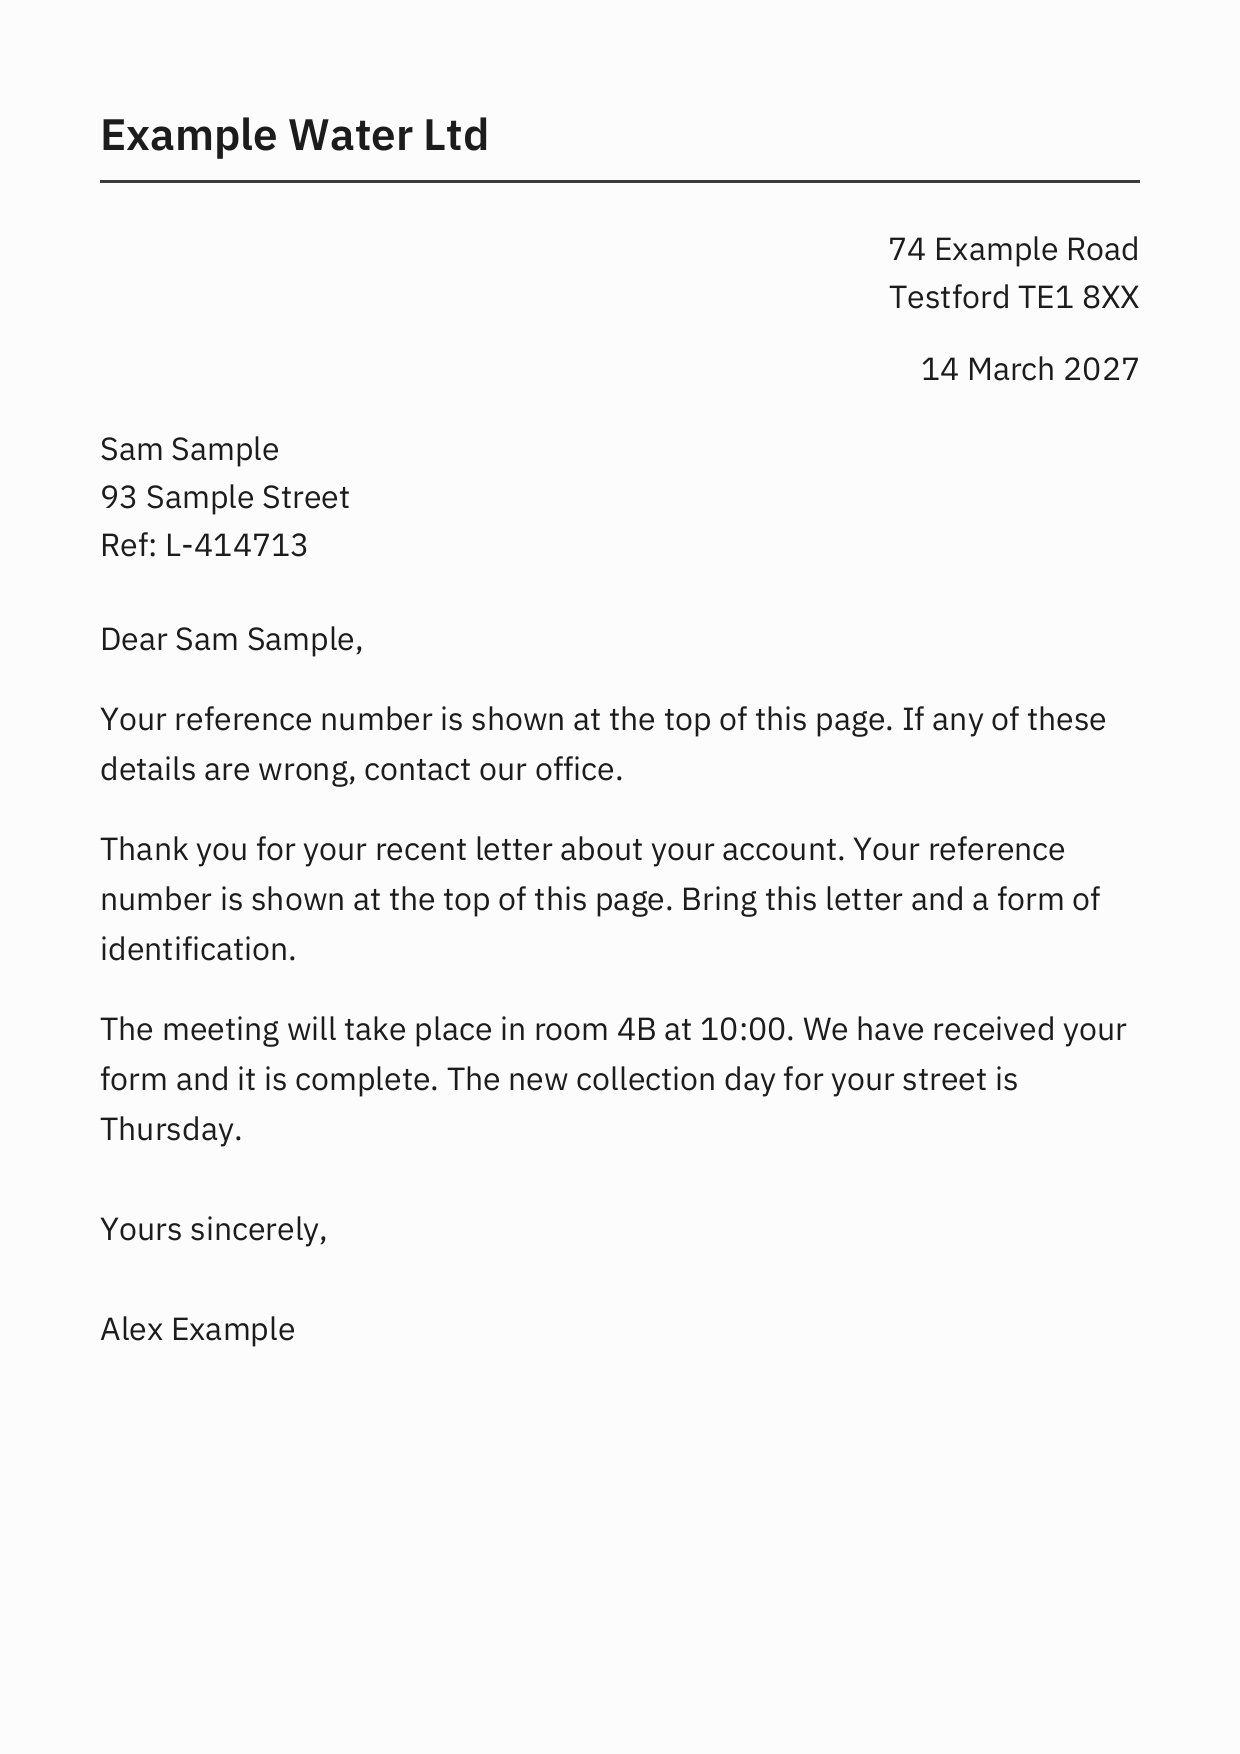 Example Water Ltd
74 Example Road
Testford TE1 8XX
14 March 2027
Sam Sample
93 Sample Street
Ref: L-414713
Dear Sam Sample,
Your reference number is shown at the top of this page. If any of these
details are wrong, contact our office.
Thank you for your recent letter about your account. Your reference
number is shown at the top of this page. Bring this letter and a form of
identification.
The meeting will take place in room 4B at 10:00. We have received your
form and it is complete. The new collection day for your street is
Thursday.
Yours sincerely,
Alex Example